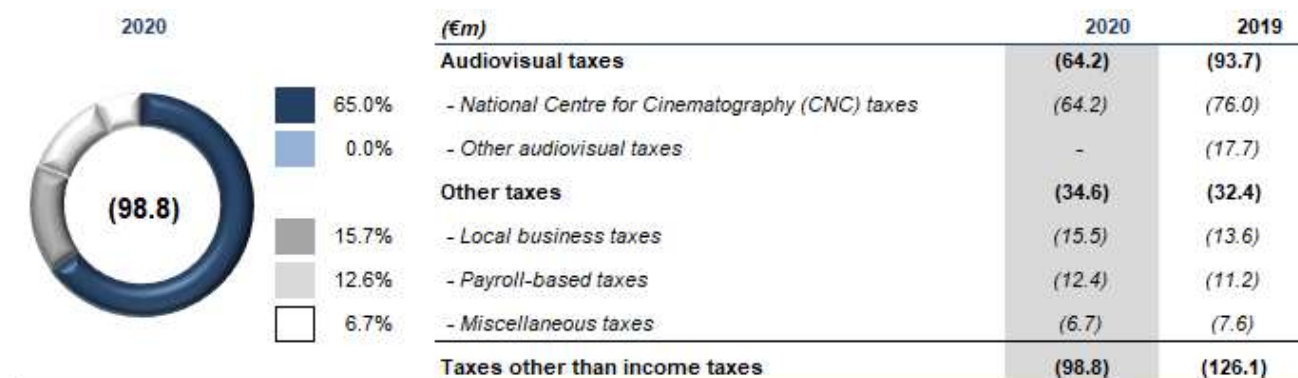 2020 (€m) 2020 2019
Audiovisual taxes (64.2) (93.7)
65.0% - National Centre for Cinematography (CNC) taxes (64.2) (76.0)
0.0% - Other audiovisual taxes - (17.7)
Other taxes (34.6) (32.4)
(98.8)
15.7% - Local business taxes (15.5) (13.6)
12.6% - Payroll-based taxes (12.4) (11.2)
6.7% - Miscellaneous taxes (6.7) (7.6)
Taxes other than income taxes (98.8) (126.1)